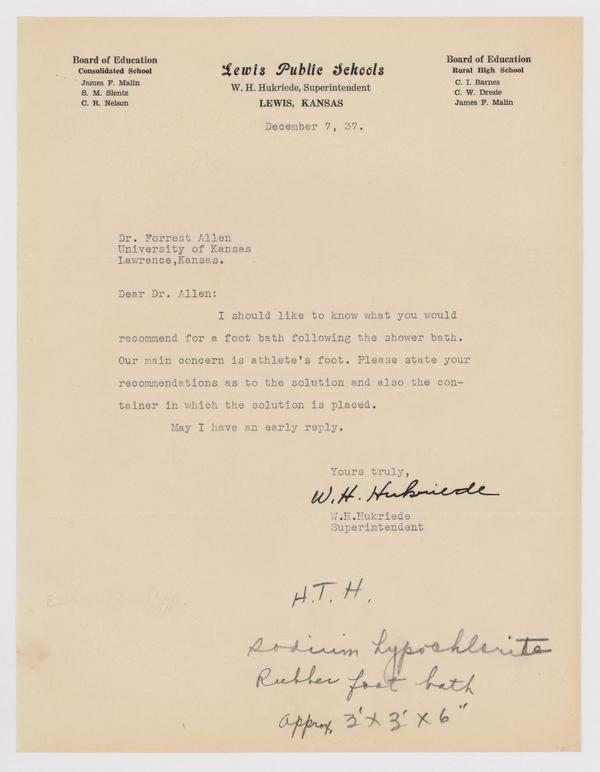 Board of Education
Consolidated School
James F. Malin
S. M. Slentz
C. R. Nelson
Lewis Public Schools
W. H. Hukriede, Superintendent
LEWIS, KANSAS
Board of Education
Rural High School
C. I. Barnes
C. W. Dresie
James F. Malin
December 7, 37.
Dr. Forrest Allen
University of Kansas
Lawrence,Kansas.
Dear Dr. Allen:
I should like to know what you would
recommend for a foot bath following the shower bath.
Our main concern is athlete's foot. Please state your
recommendations as to the solution and also the con-
tainer in which the solution is placed.
May I have an early reply.
Yours truly,
W. H. Hukriede
W.H.Hukriede
Superintendent
H.T.H.
sodium hypochlorite
Rubber foot bath
approx. 3' x 3' x 6"